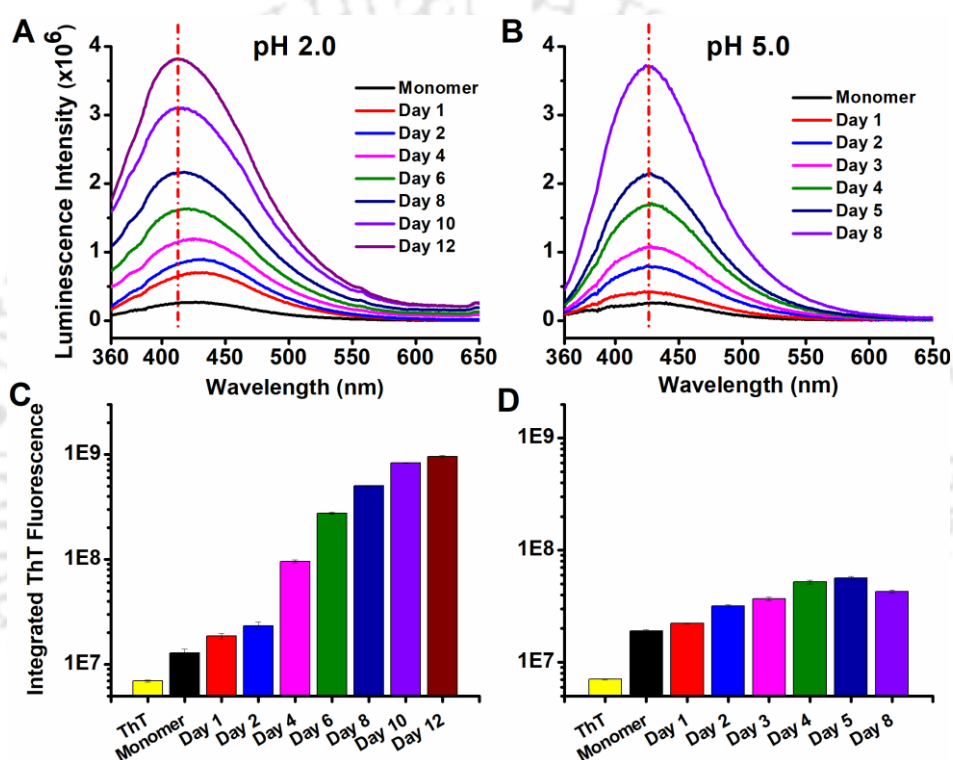 A
pH 2.0
Luminescence Intensity (x10⁶)
4
3
2
1
0
Monomer
Day 1
Day 2
Day 4
Day 6
Day 8
Day 10
Day 12
360 400 450 500 550 600 650
Wavelength (nm)
B
pH 5.0
4
3
2
1
0
Monomer
Day 1
Day 2
Day 3
Day 4
Day 5
Day 8
360 400 450 500 550 600 650
Wavelength (nm)
C
Integrated ThT Fluorescence
1E9
1E8
1E7
ThT Monomer Day 1 Day 2 Day 4 Day 6 Day 8 Day 10 Day 12
D
1E9
1E8
1E7
ThT Monomer Day 1 Day 2 Day 3 Day 4 Day 5 Day 8